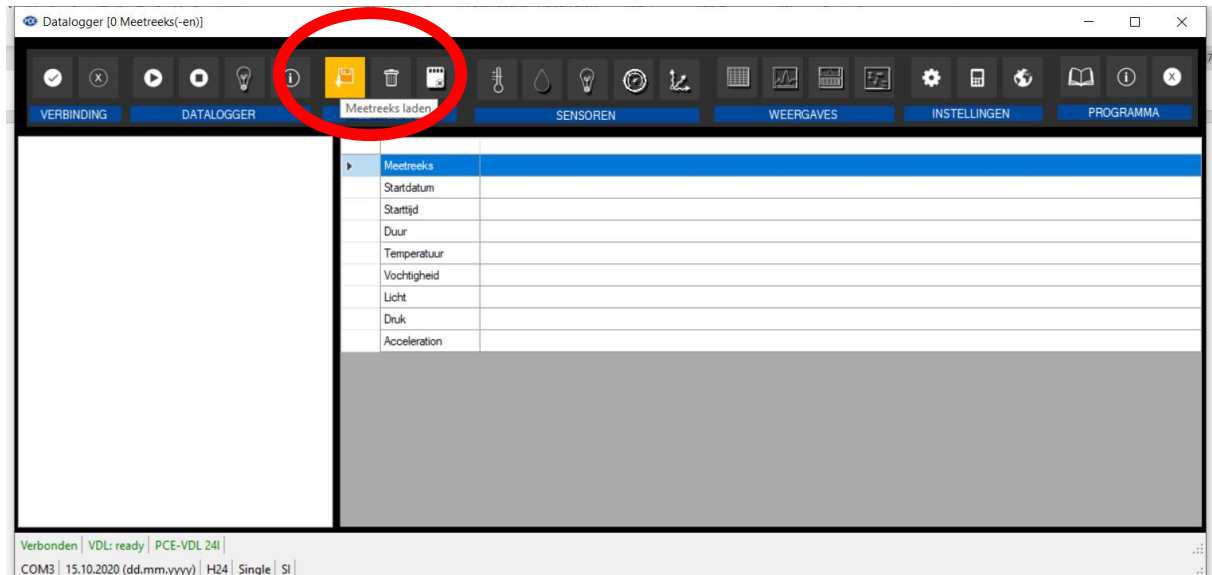 Datalogger [0 Meetreeks(-en)]
VERBINDING DATALOGGER SENSOREN WEERGAVES INSTELLINGEN PROGRAMMA
Meetreeks laden
Meetreeks
Startdatum
Starttijd
Duur
Temperatuur
Vochtigheid
Licht
Druk
Acceleration
Verbonden VDL: ready PCE-VDL 24I
COM3 15.10.2020 (dd.mm.yyyy) H24 Single SI